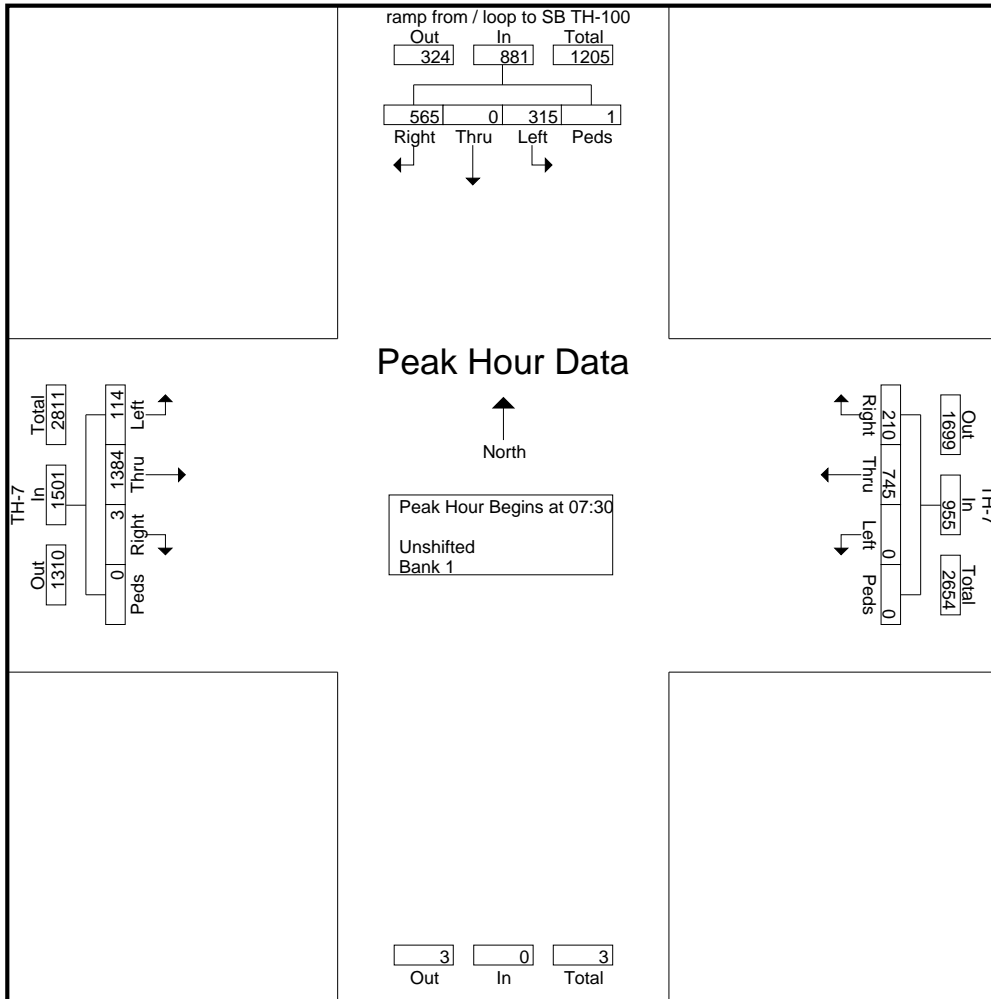 ramp from / loop to SB TH-100
Out In Total
324 881 1205
565 0 315 1
Right Thru Left Peds
Peak Hour Data
North
Peak Hour Begins at 07:30
Unshifted
Bank 1
TH-7
Total In Out
2811 1501 1310
114 1384 3 0
Left Thru Right Peds
TH-7
Out In Total
1699 955 2654
210 745 0 0
Right Thru Left Peds
3 0 3
Out In Total